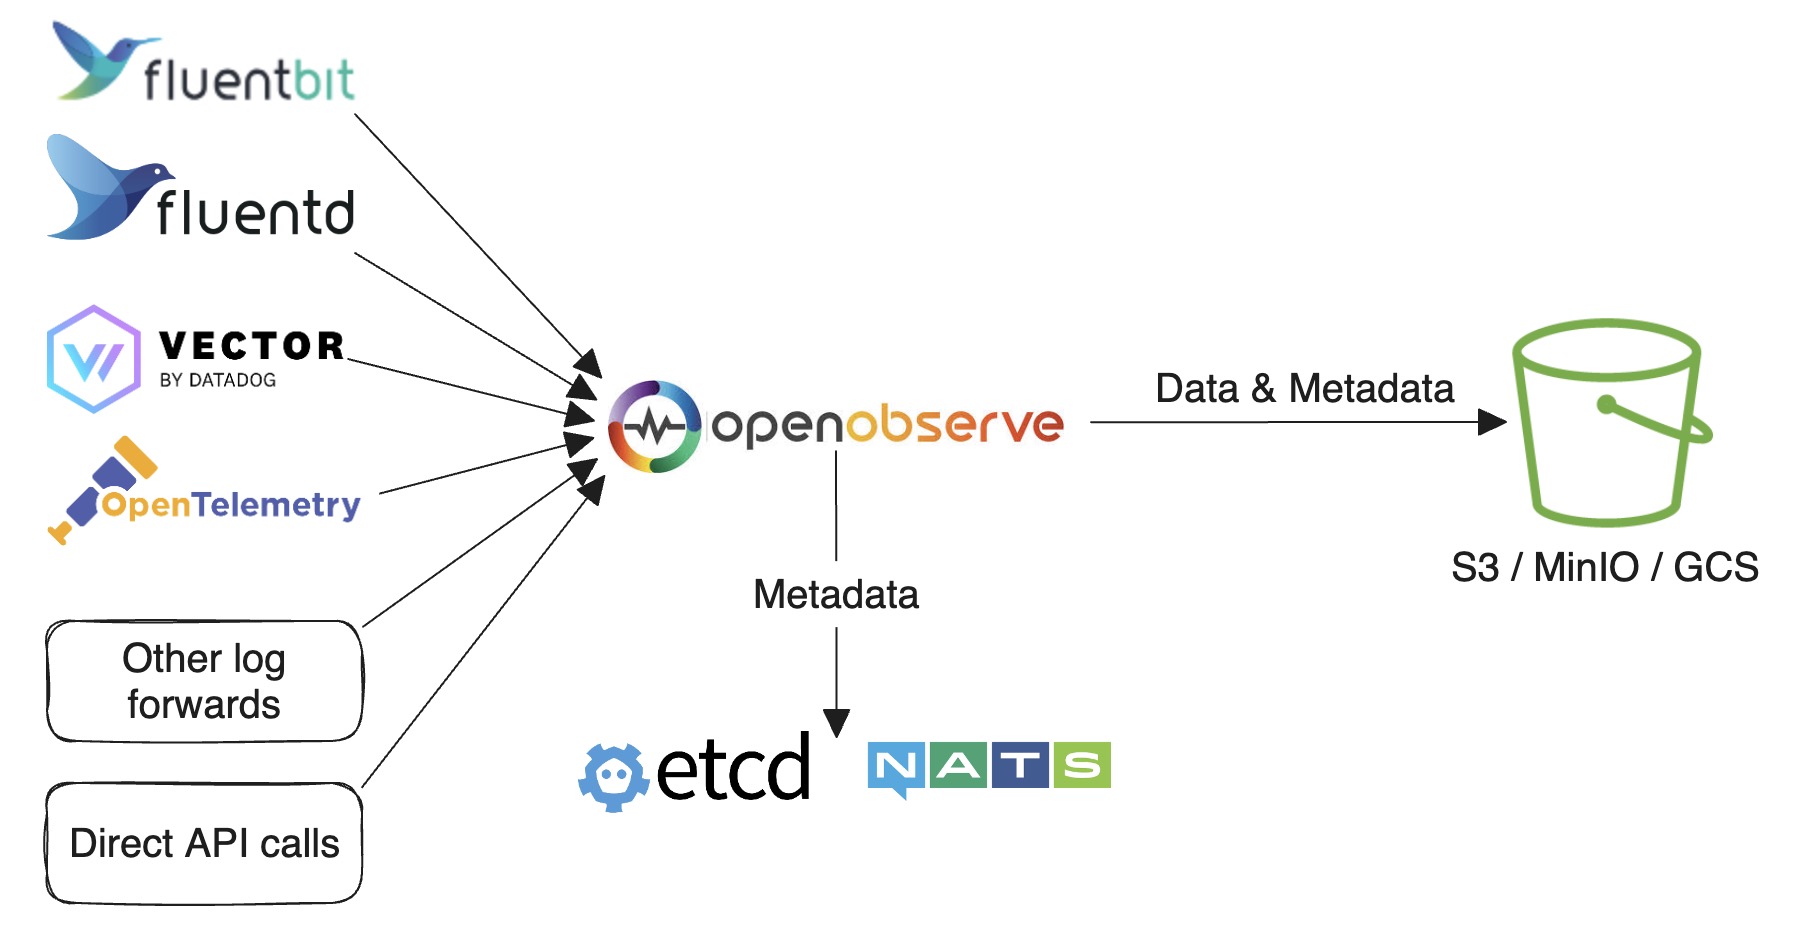 fluentbit
fluentd
VECTOR
BY DATADOG
OpenTelemetry
Other log
forwards
Direct API calls
openobserve
Data & Metadata
S3 / MinIO / GCS
Metadata
etcd
NATS